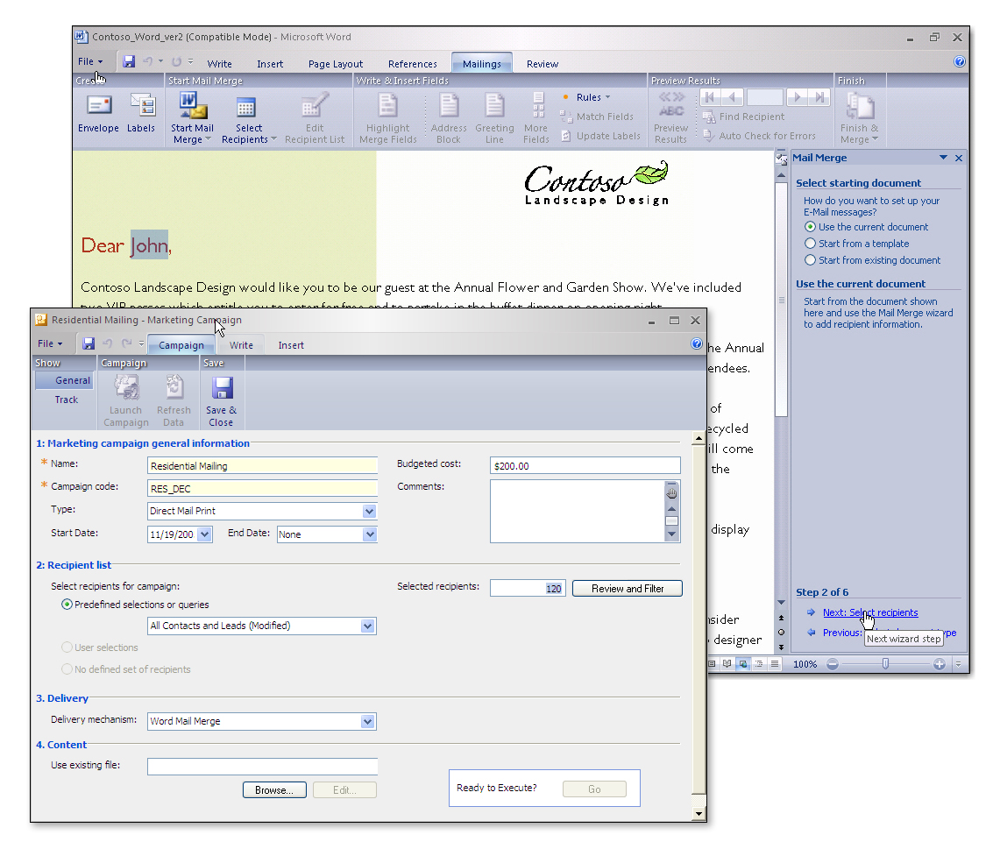 Contoso_Word_ver2 (Compatible Mode) - Microsoft Word
File Write Insert Page Layout References Mailings Review
Start Mail Merge Write & Insert Fields Preview Results Finish
Envelope Labels
Start Mail Merge
Select Recipients
Edit Recipient List
Highlight Merge Fields
Address Block
Greeting Line
More Fields
Rules
Match Fields
Update Labels
ABC
Preview Results
Find Recipient
Auto Check for Errors
Finish & Merge
Contoso
Landscape Design
Dear John,
Contoso Landscape Design would like you to be our guest at the Annual Flower and Garden Show. We've included
two VIP passes which entitle you to enter for free and to partake in the buffet dinner on opening night
he Annual
endees.
of
ecycled
ill come
the
display
nsider
designer
100%
Mail Merge
Select starting document
How do you want to set up your
E-Mail messages?
Use the current document
Start from a template
Start from existing document
Use the current document
Start from the document shown
here and use the Mail Merge wizard
to add recipient information.
Step 2 of 6
Next: Select recipients
Previous:
Next wizard step
Residential Mailing - Marketing Campaign
File Campaign Write Insert
Show Campaign Save
General
Track
Launch Campaign
Refresh Data
Save & Close
1: Marketing campaign general information
Name: Residential Mailing
Campaign code: RES_DEC
Type: Direct Mail Print
Start Date: 11/19/200 End Date: None
Budgeted cost: $200.00
Comments:
2: Recipient list
Select recipients for campaign:
Selected recipients: 120 Review and Filter
Predefined selections or queries
All Contacts and Leads (Modified)
User selections
No defined set of recipients
3. Delivery
Delivery mechanism: Word Mail Merge
4. Content
Use existing file:
Browse... Edit...
Ready to Execute? Go